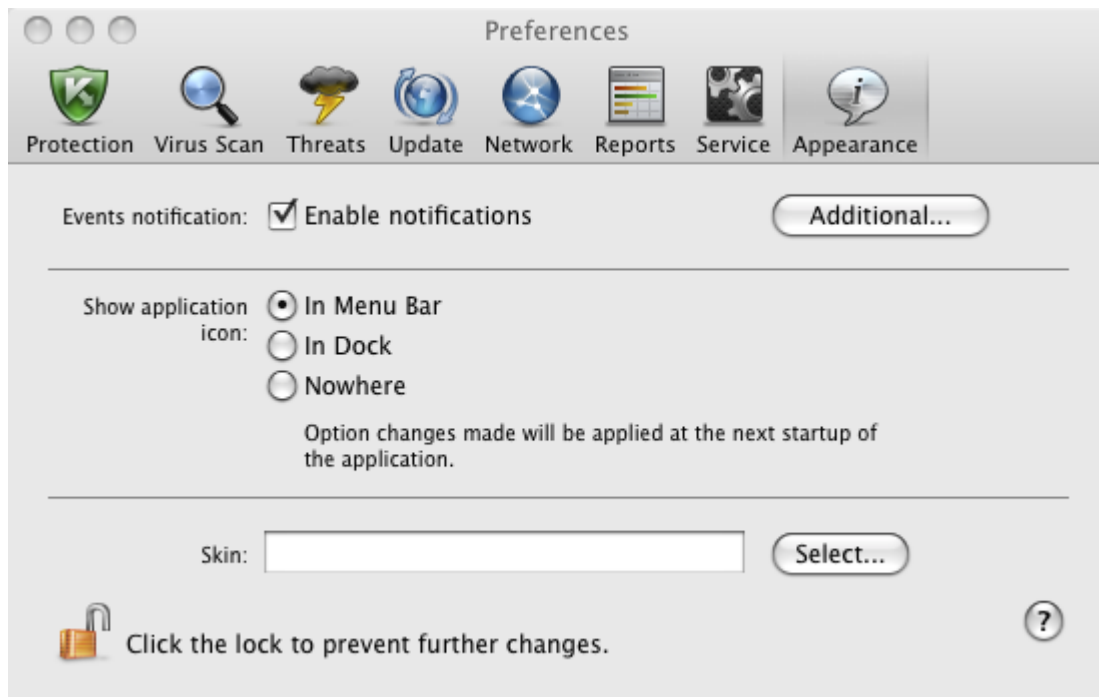 Preferences
Protection Virus Scan Threats Update Network Reports Service Appearance
Events notification: Enable notifications Additional...
Show application In Menu Bar
icon: In Dock
Nowhere
Option changes made will be applied at the next startup of
the application.
Skin: Select...
Click the lock to prevent further changes. ?